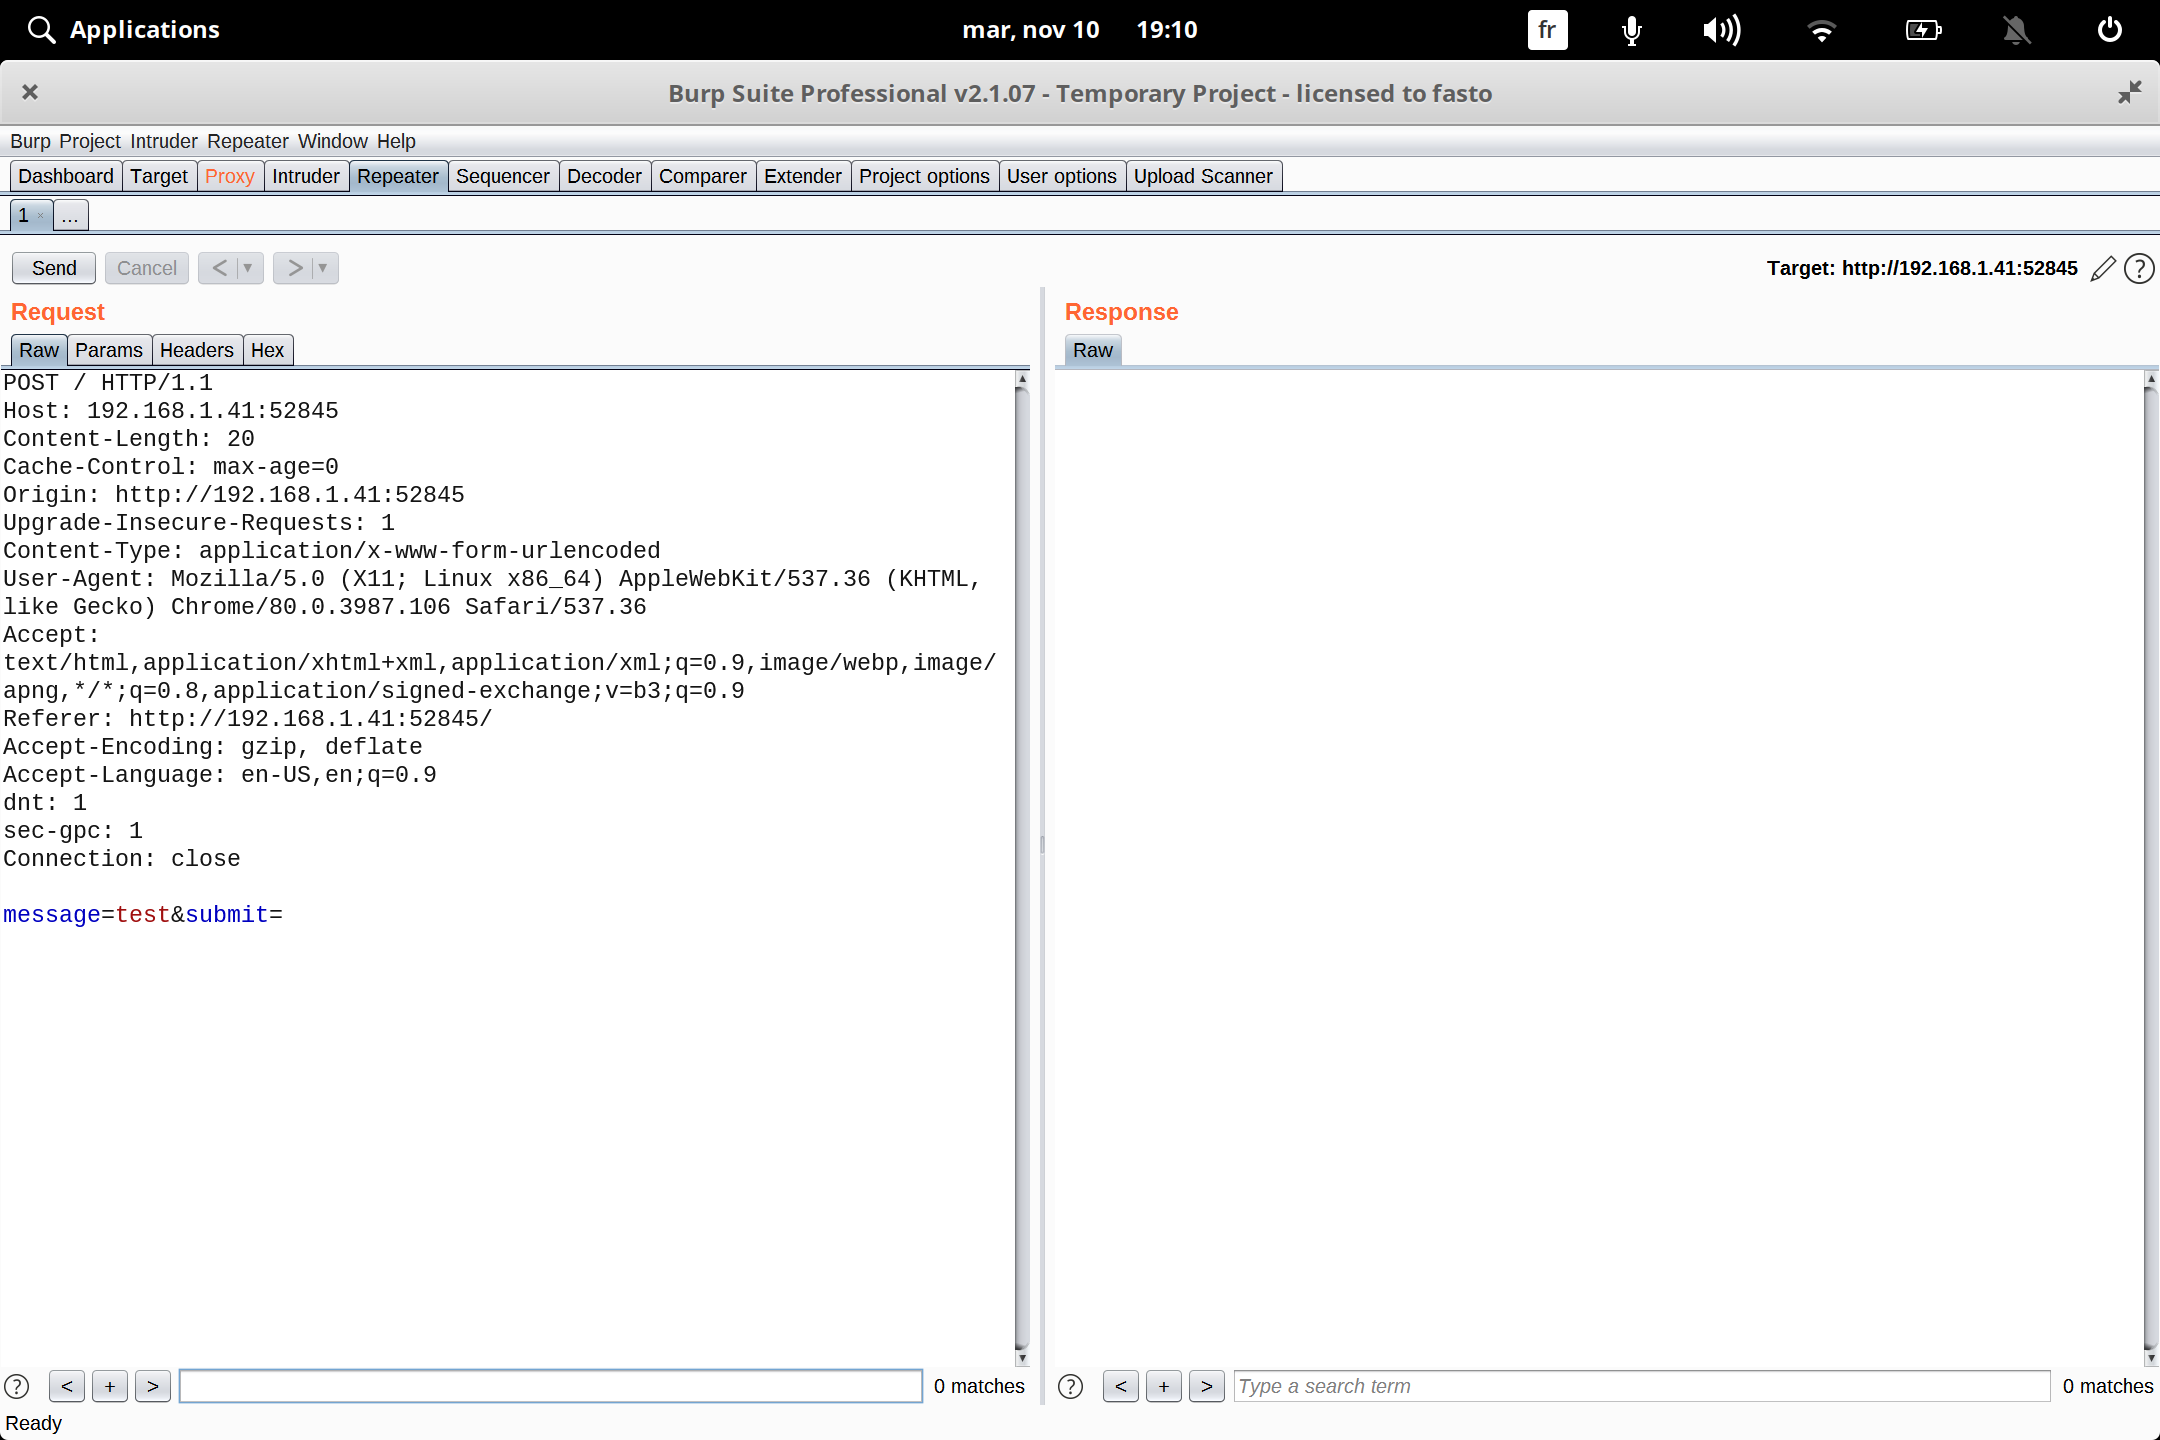 Applications
mar, nov 10 19:10
fr
Burp Suite Professional v2.1.07 - Temporary Project - licensed to fasto
Burp Project Intruder Repeater Window Help
Dashboard Target Proxy Intruder Repeater Sequencer Decoder Comparer Extender Project options User options Upload Scanner
1 × ...
Send Cancel < > Target: http://192.168.1.41:52845 ?
Request
Raw Params Headers Hex
POST / HTTP/1.1
Host: 192.168.1.41:52845
Content-Length: 20
Cache-Control: max-age=0
Origin: http://192.168.1.41:52845
Upgrade-Insecure-Requests: 1
Content-Type: application/x-www-form-urlencoded
User-Agent: Mozilla/5.0 (X11; Linux x86_64) AppleWebKit/537.36 (KHTML,
like Gecko) Chrome/80.0.3987.106 Safari/537.36
Accept:
text/html,application/xhtml+xml,application/xml;q=0.9,image/webp,image/
apng,*/*;q=0.8,application/signed-exchange;v=b3;q=0.9
Referer: http://192.168.1.41:52845/
Accept-Encoding: gzip, deflate
Accept-Language: en-US,en;q=0.9
dnt: 1
sec-gpc: 1
Connection: close
message=test&submit=
? < + > 0 matches
Response
Raw
? < + > Type a search term 0 matches
Ready